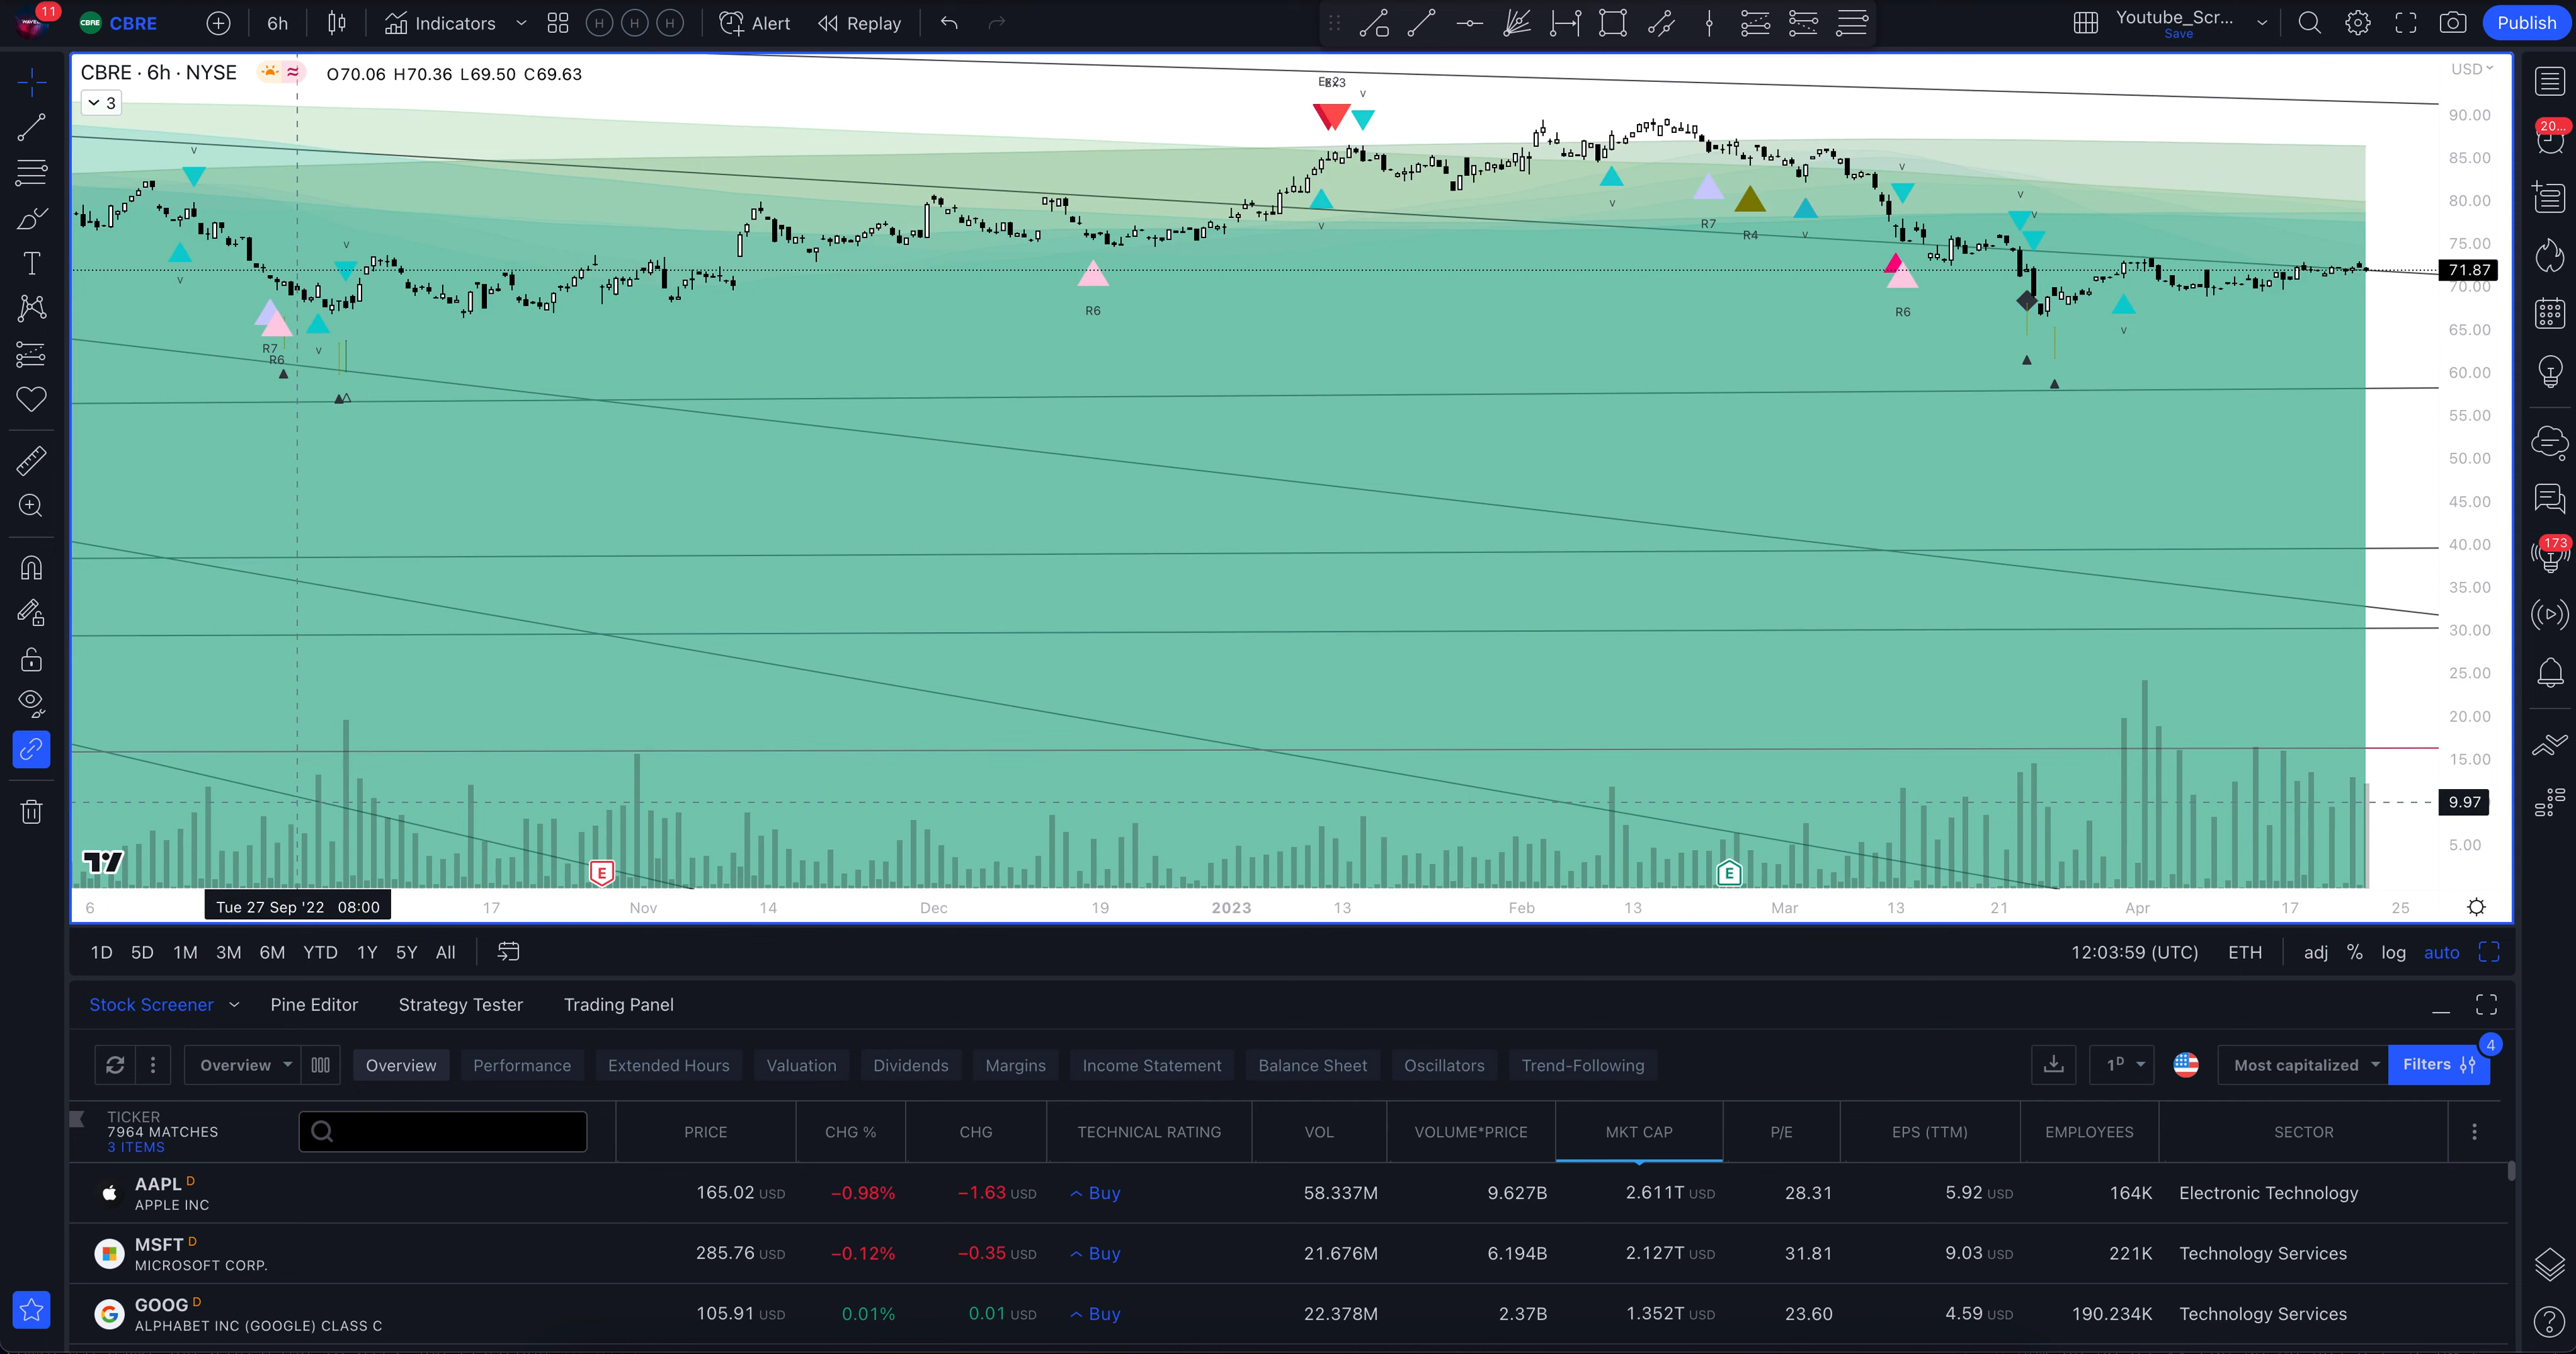 11
CBRE CBRE 6h Indicators H H H Alert Replay Youtube_Scr... Save Publish
CBRE · 6h · NYSE O70.06 H70.36 L69.50 C69.63
3
USD
90.00
85.00
80.00
75.00
71.87
70.00
65.00
60.00
55.00
50.00
45.00
40.00
35.00
30.00
25.00
20.00
15.00
9.97
5.00
20...
173
v
v
R7
R6
v
v
R6
v
v
v
R7
R4
v
v
R6
v
v
v
E
E
6 Tue 27 Sep '22 08:00 17 Nov 14 Dec 19 2023 13 Feb 13 Mar 13 21 Apr 17 25
1D 5D 1M 3M 6M YTD 1Y 5Y All 12:03:59 (UTC) ETH adj % log auto
Stock Screener Pine Editor Strategy Tester Trading Panel
Overview Overview Performance Extended Hours Valuation Dividends Margins Income Statement Balance Sheet Oscillators Trend-Following 1D Most capitalized Filters 4
TICKER
7964 MATCHES
3 ITEMS
PRICE CHG % CHG TECHNICAL RATING VOL VOLUME*PRICE MKT CAP P/E EPS (TTM) EMPLOYEES SECTOR
AAPL D 165.02 USD −0.98% −1.63 USD Buy 58.337M 9.627B 2.611T USD 28.31 5.92 USD 164K Electronic Technology
APPLE INC
MSFT D 285.76 USD −0.12% −0.35 USD Buy 21.676M 6.194B 2.127T USD 31.81 9.03 USD 221K Technology Services
MICROSOFT CORP.
GOOG D 105.91 USD 0.01% 0.01 USD Buy 22.378M 2.37B 1.352T USD 23.60 4.59 USD 190.234K Technology Services
ALPHABET INC (GOOGLE) CLASS C